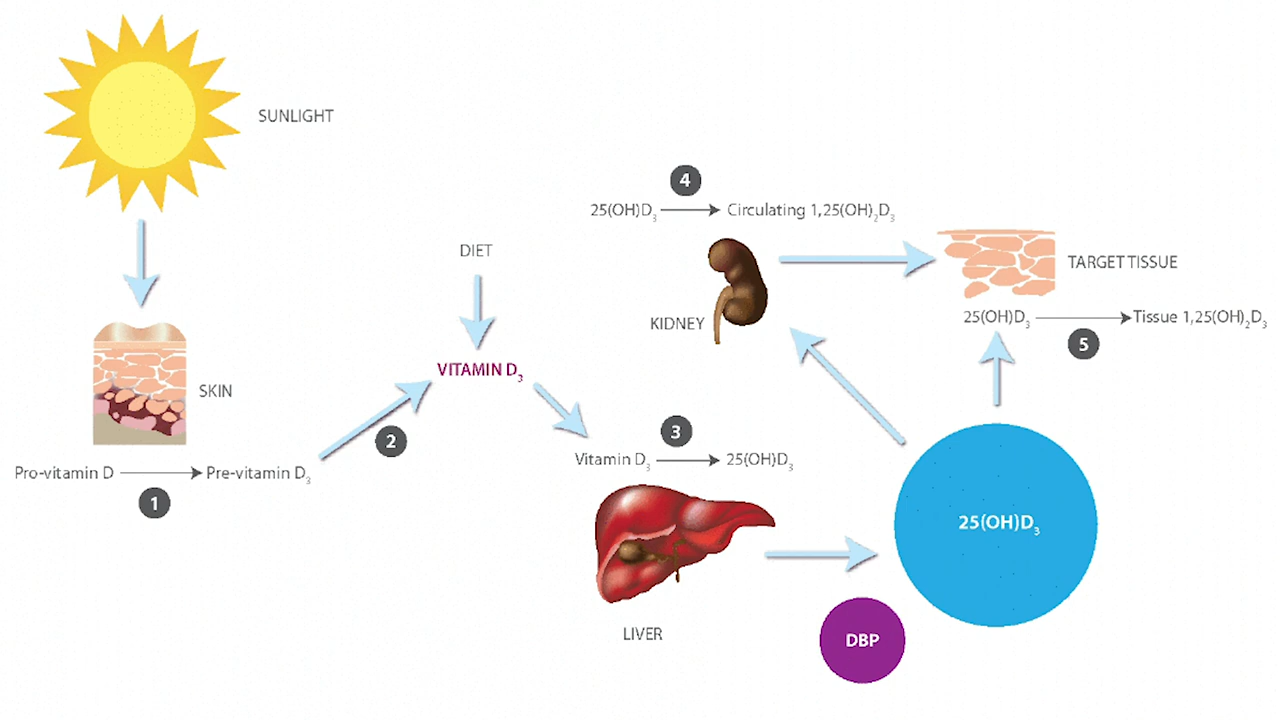 SUNLIGHT
SKIN
Pro-vitamin D → Pre-vitamin D₃
1
2
DIET
VITAMIN D₃
3
Vitamin D₃ → 25(OH)D₃
LIVER
4
25(OH)D₃ → Circulating 1,25(OH)₂D₃
KIDNEY
TARGET TISSUE
25(OH)D₃ → Tissue 1,25(OH)₂D₃
5
25(OH)D₃
DBP